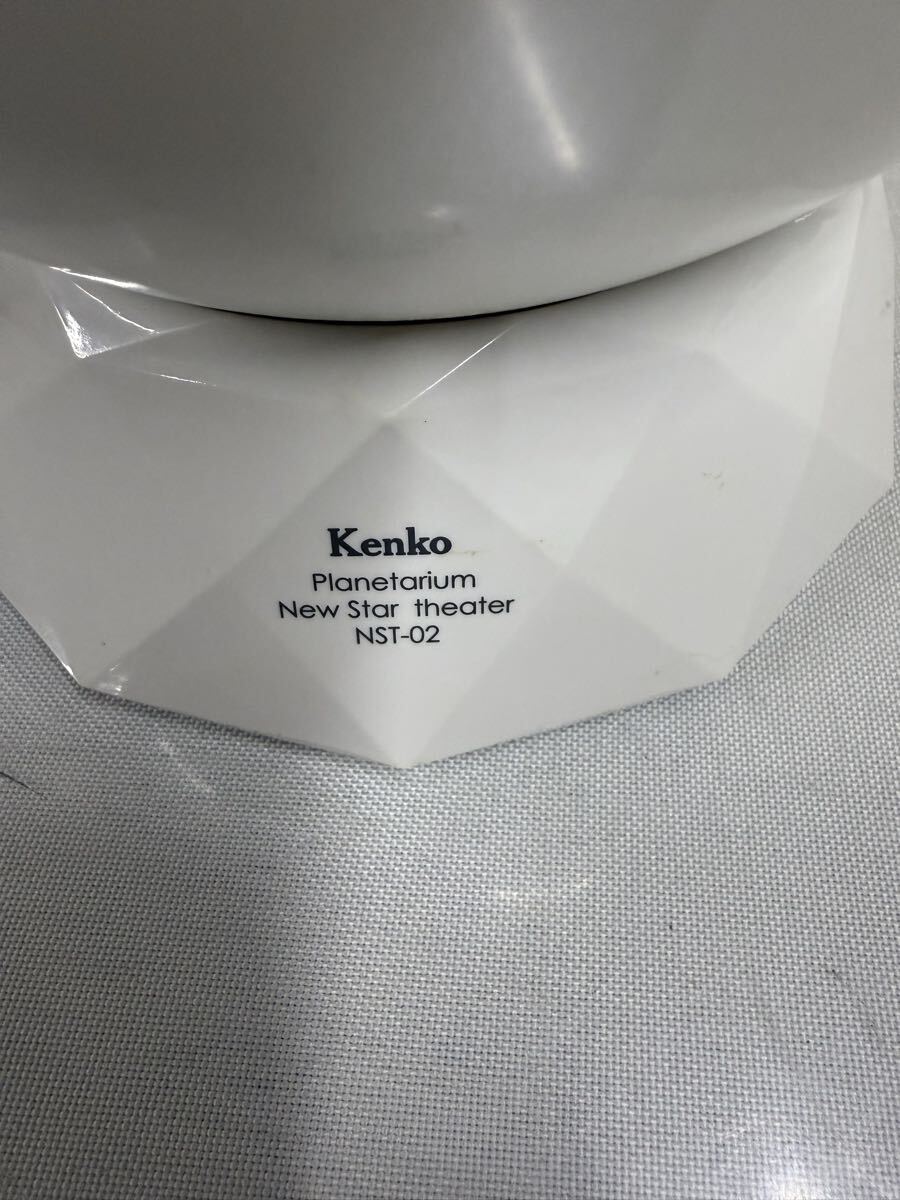 Kenko
Planetarium
New Star theater
NST-02